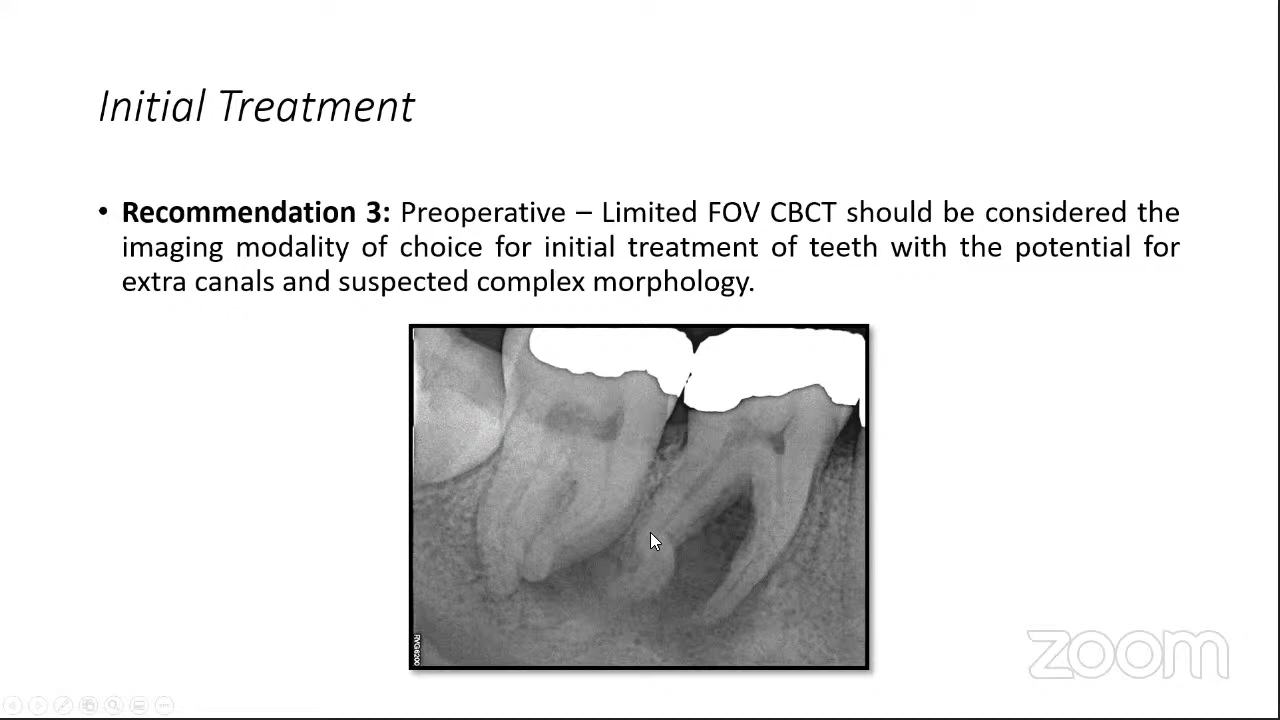 Initial Treatment
• Recommendation 3: Preoperative – Limited FOV CBCT should be considered the
imaging modality of choice for initial treatment of teeth with the potential for
extra canals and suspected complex morphology.
RVG6200
zoom